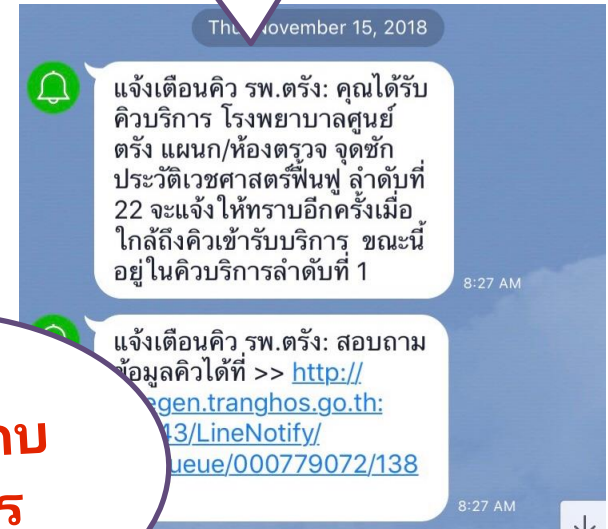 November 15, 2018
แจ้งเตือนคิว รพ.ตรัง: คุณได้รับ
คิวบริการ โรงพยาบาลศูนย์
ตรัง แผนก/ห้องตรวจ จุดซัก
ประวัติเวชศาสตร์ฟื้นฟู ลำดับที่
22 จะแจ้งให้ทราบอีกครั้งเมื่อ
ใกล้ถึงคิวเข้ารับบริการ ขณะนี้
อยู่ในคิวบริการลำดับที่ 1
8:27 AM
แจ้งเตือนคิว รพ.ตรัง: สอบถาม
ข้อมูลคิวได้ที่ >> http://
egen.tranghos.go.th:
43/LineNotify/
ueue/000779072/138
8:27 AM